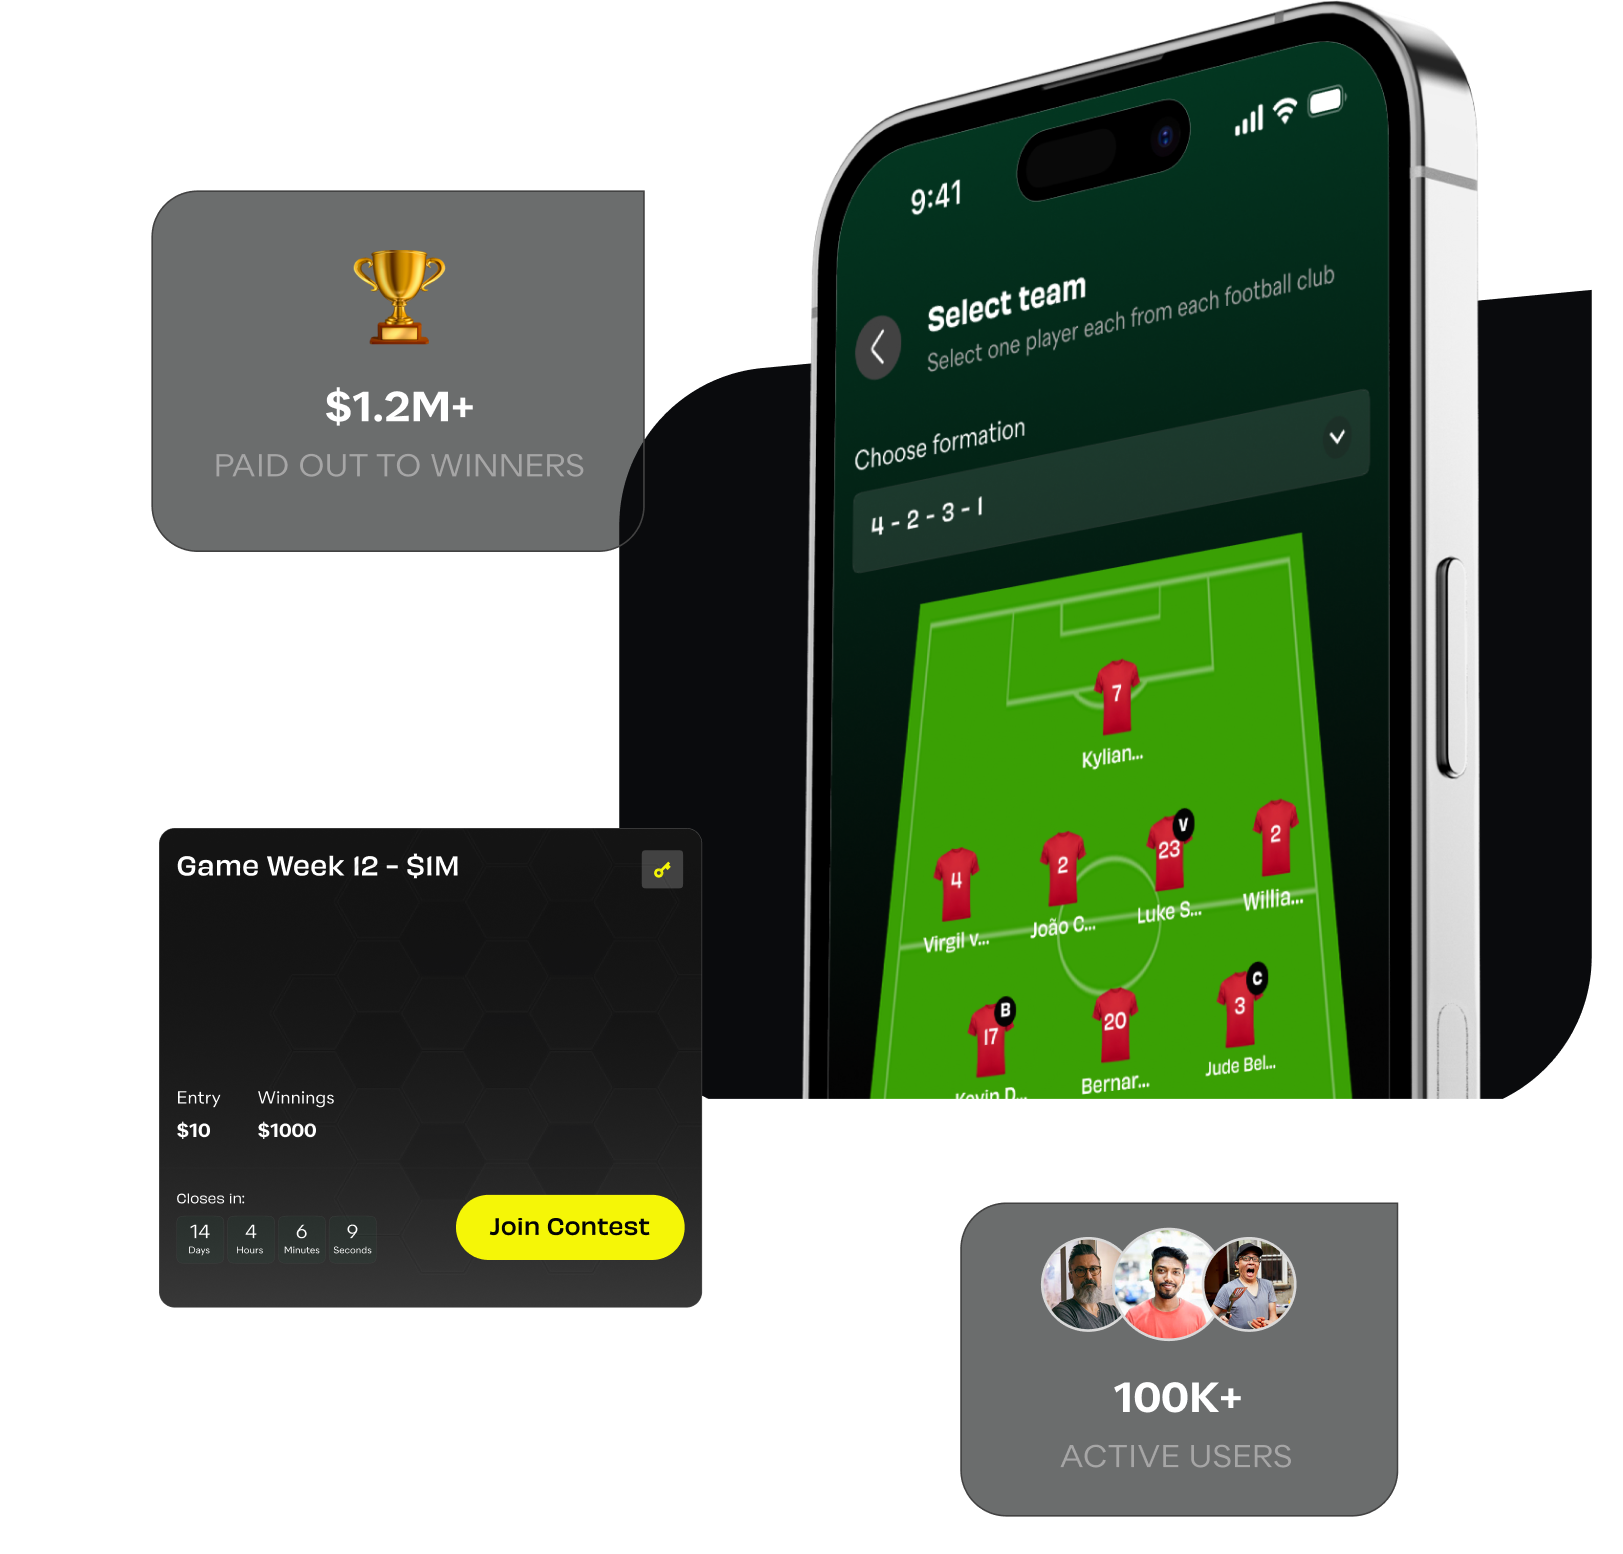 9:41
Select team
Select one player each from each football club
Choose formation
4 - 2 - 3 - 1
7
Kylian...
4
2
23
V
2
Virgil v...
João C...
Luke S...
Willia...
17
B
20
3
C
Kevin D...
Bernar...
Jude Bel...
$1.2M+
PAID OUT TO WINNERS
Game Week 12 - $1M
Entry
Winnings
$10
$1000
Closes in:
14
4
6
9
Days
Hours
Minutes
Seconds
Join Contest
100K+
ACTIVE USERS